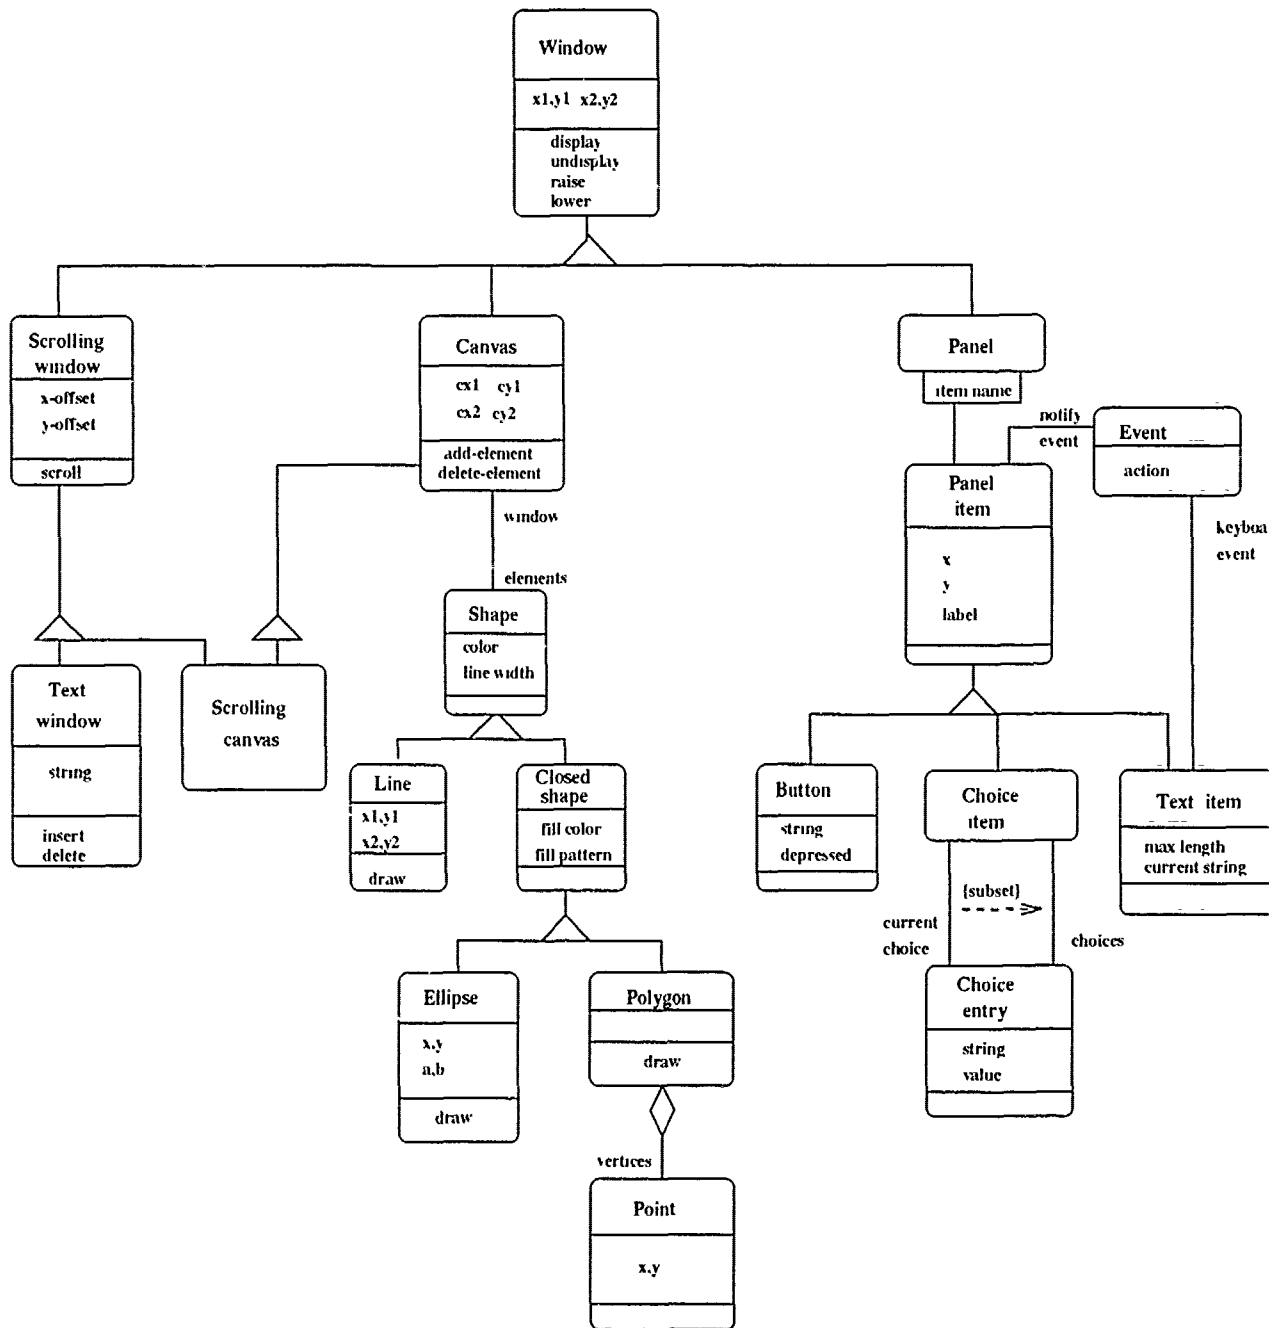 Window
x1,y1 x2,y2
display
undisplay
raise
lower
Scrolling
window
x-offset
y-offset
scroll
Canvas
cx1 cy1
cx2 cy2
add-element
delete-element
Panel
item name
notify
event
Event
action
Panel
item
x
y
label
keyboa
event
window
elements
Shape
color
line width
Text
window
string
insert
delete
Scrolling
canvas
Line
x1,y1
x2,y2
draw
Closed
shape
fill color
fill pattern
Button
string
depressed
Choice
item
Text item
max length
current string
{subset}
current
choice
choices
Ellipse
x,y
a,b
draw
Polygon
draw
Choice
entry
string
value
vertices
Point
x,y